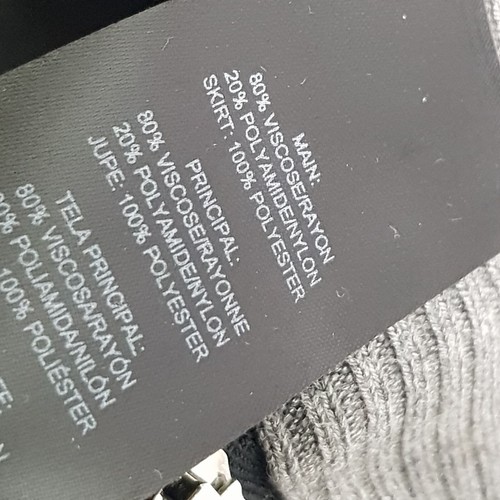 MAIN:
80% VISCOSE/RAYON
20% POLYAMIDE/NYLON
SKIRT: 100% POLYESTER
PRINCIPAL:
80% VISCOSE/RAYONNE
20% POLYAMIDE/NYLON
JUPE: 100% POLYESTER
TELA PRINCIPAL:
80% VISCOSA/RAYÓN
POLIAMIDA/NILÓN
100% POLIÉSTER